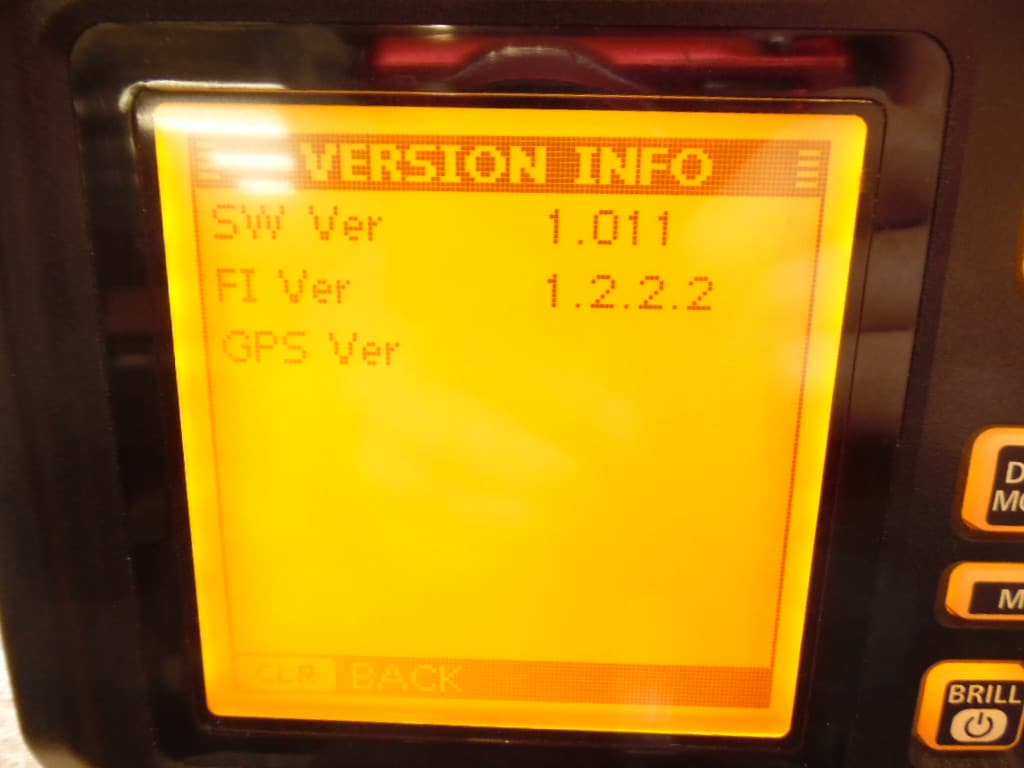 VERSION INFO
SW Ver 1.011
FI Ver 1.2.2.2
GPS Ver
CLR BACK
BRILL